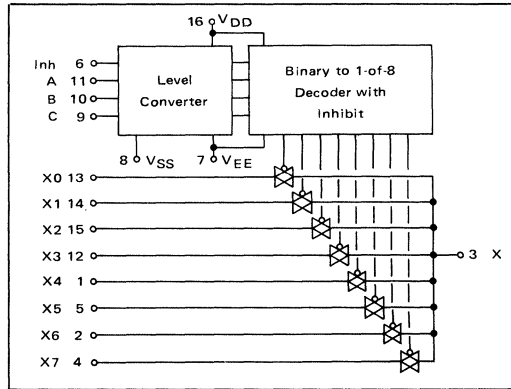 16 VDD
Inh 6
A 11
B 10
C 9
Level
Converter
Binary to 1-of-8
Decoder with
Inhibit
8 VSS
7 VEE
X0 13
X1 14
X2 15
X3 12
X4 1
X5 5
X6 2
X7 4
3 X